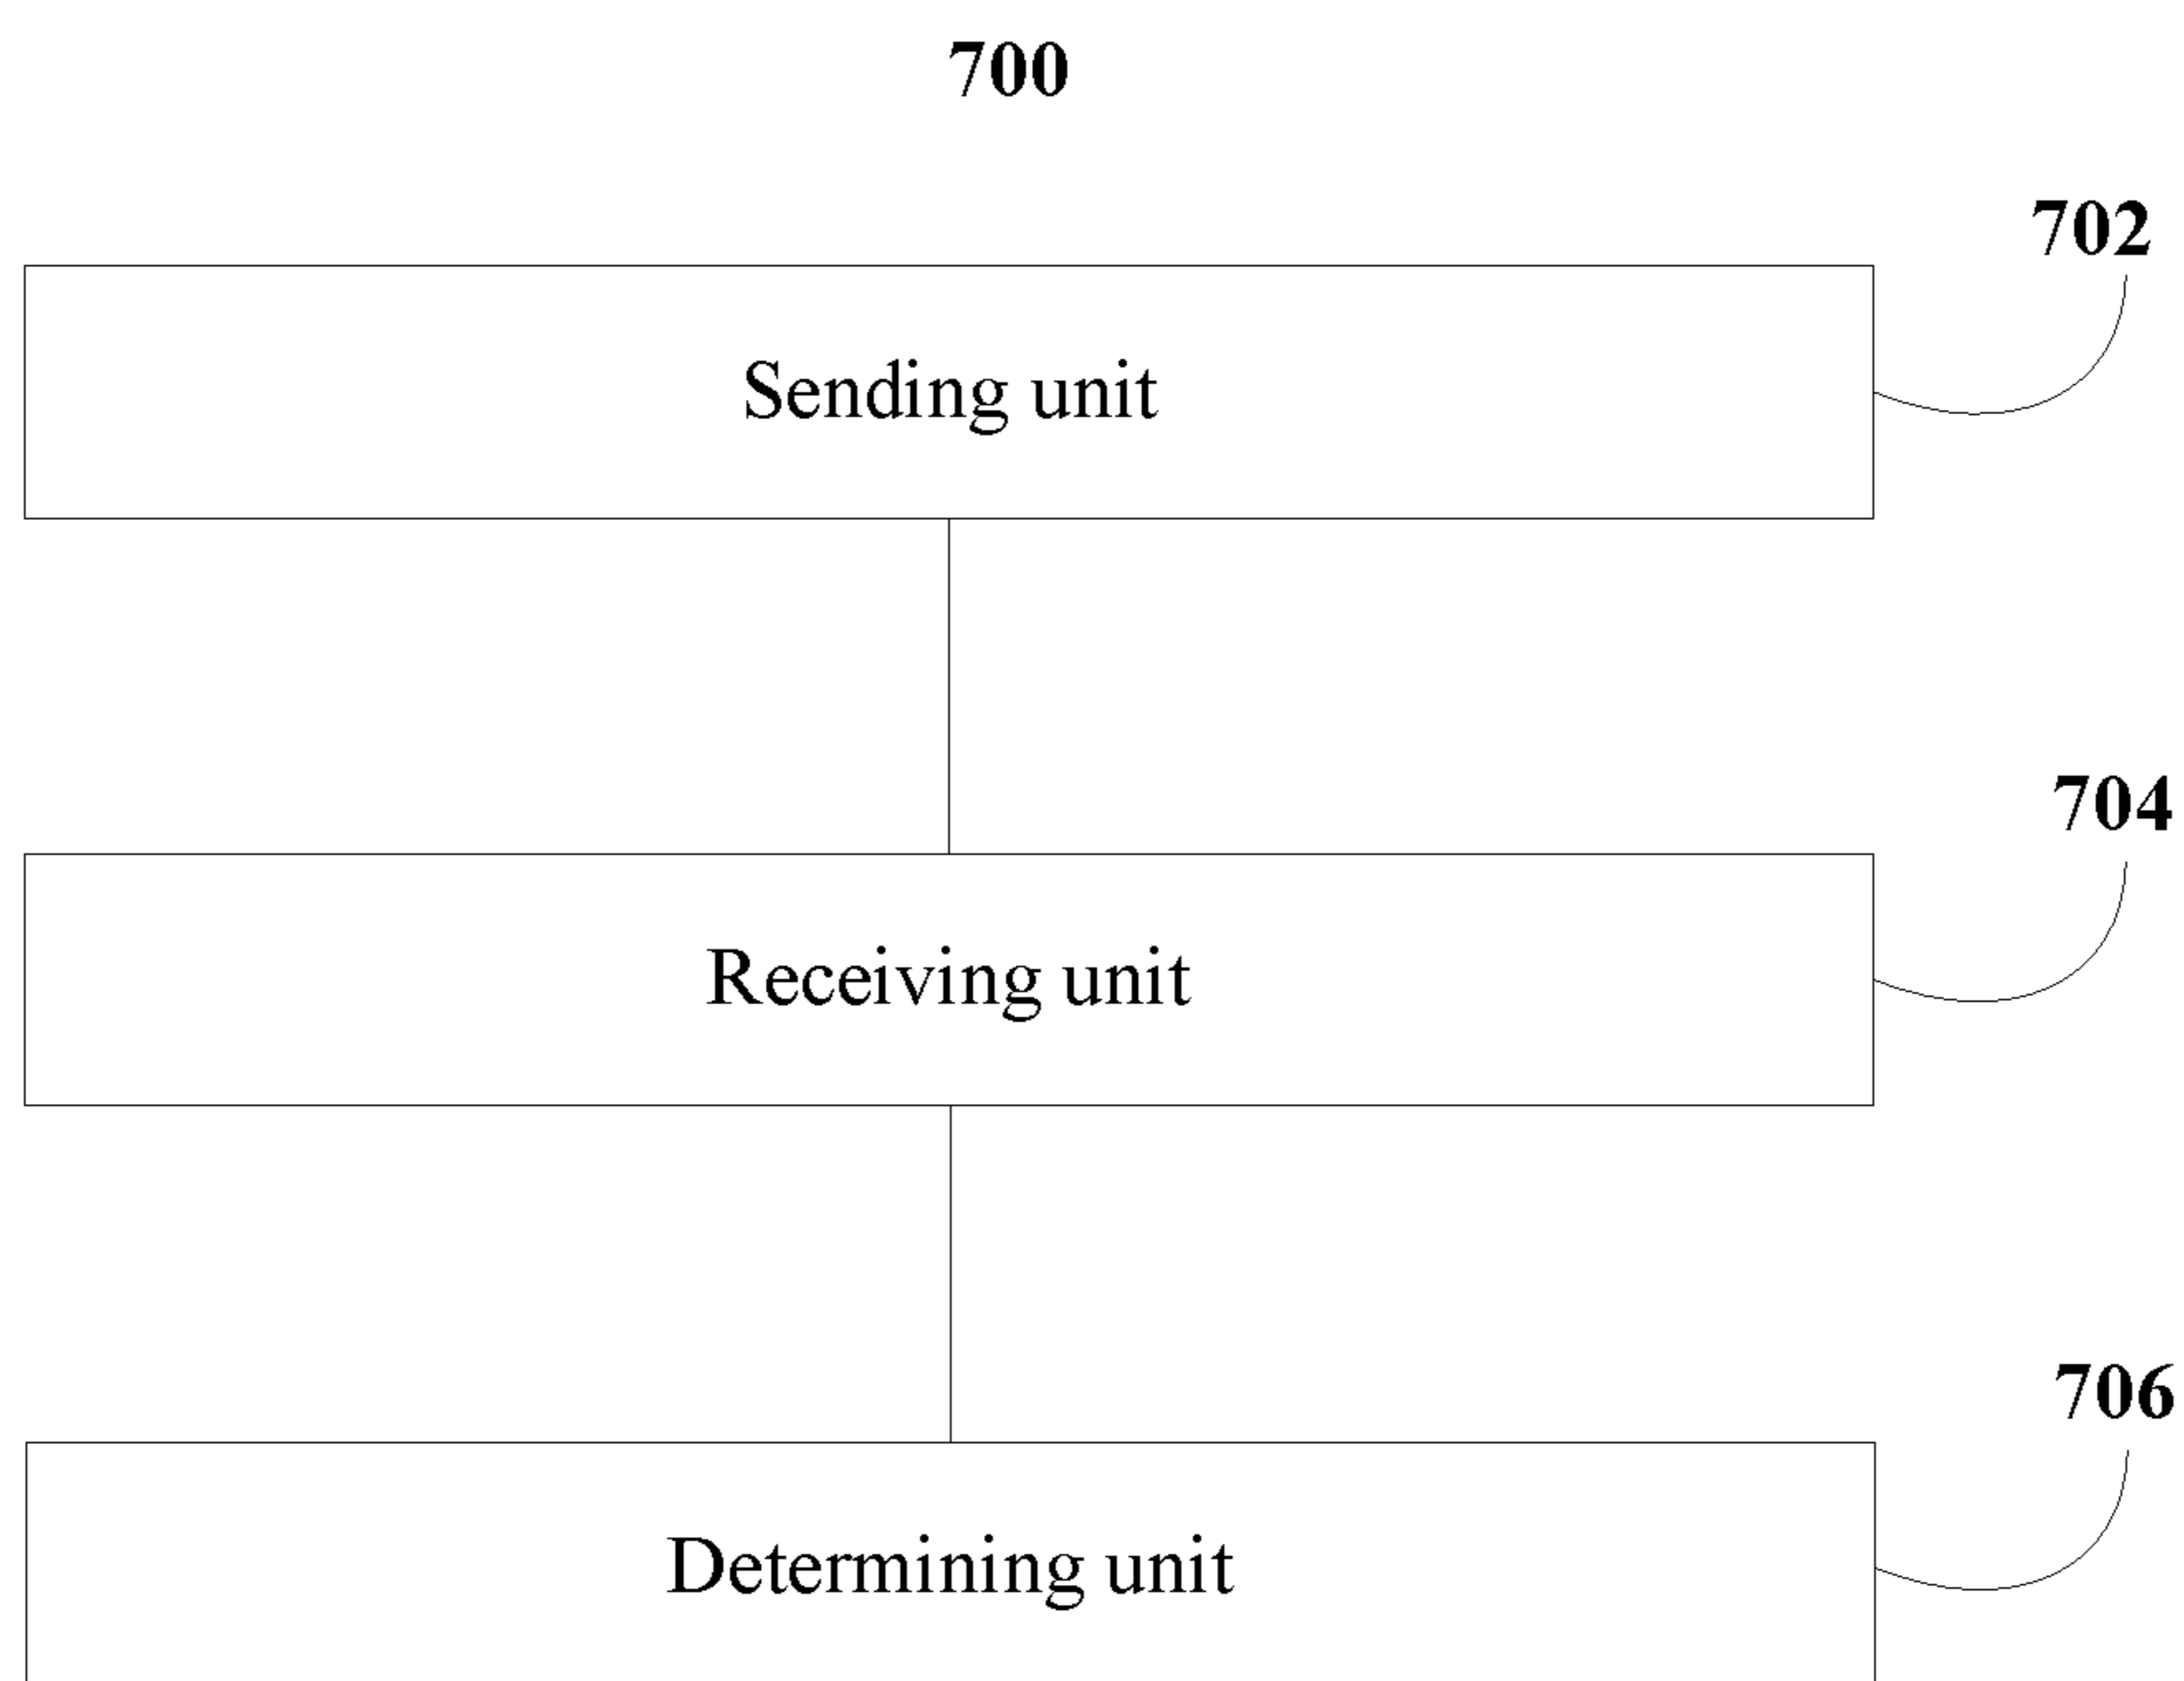 700
702
Sending unit
704
Receiving unit
706
Determining unit